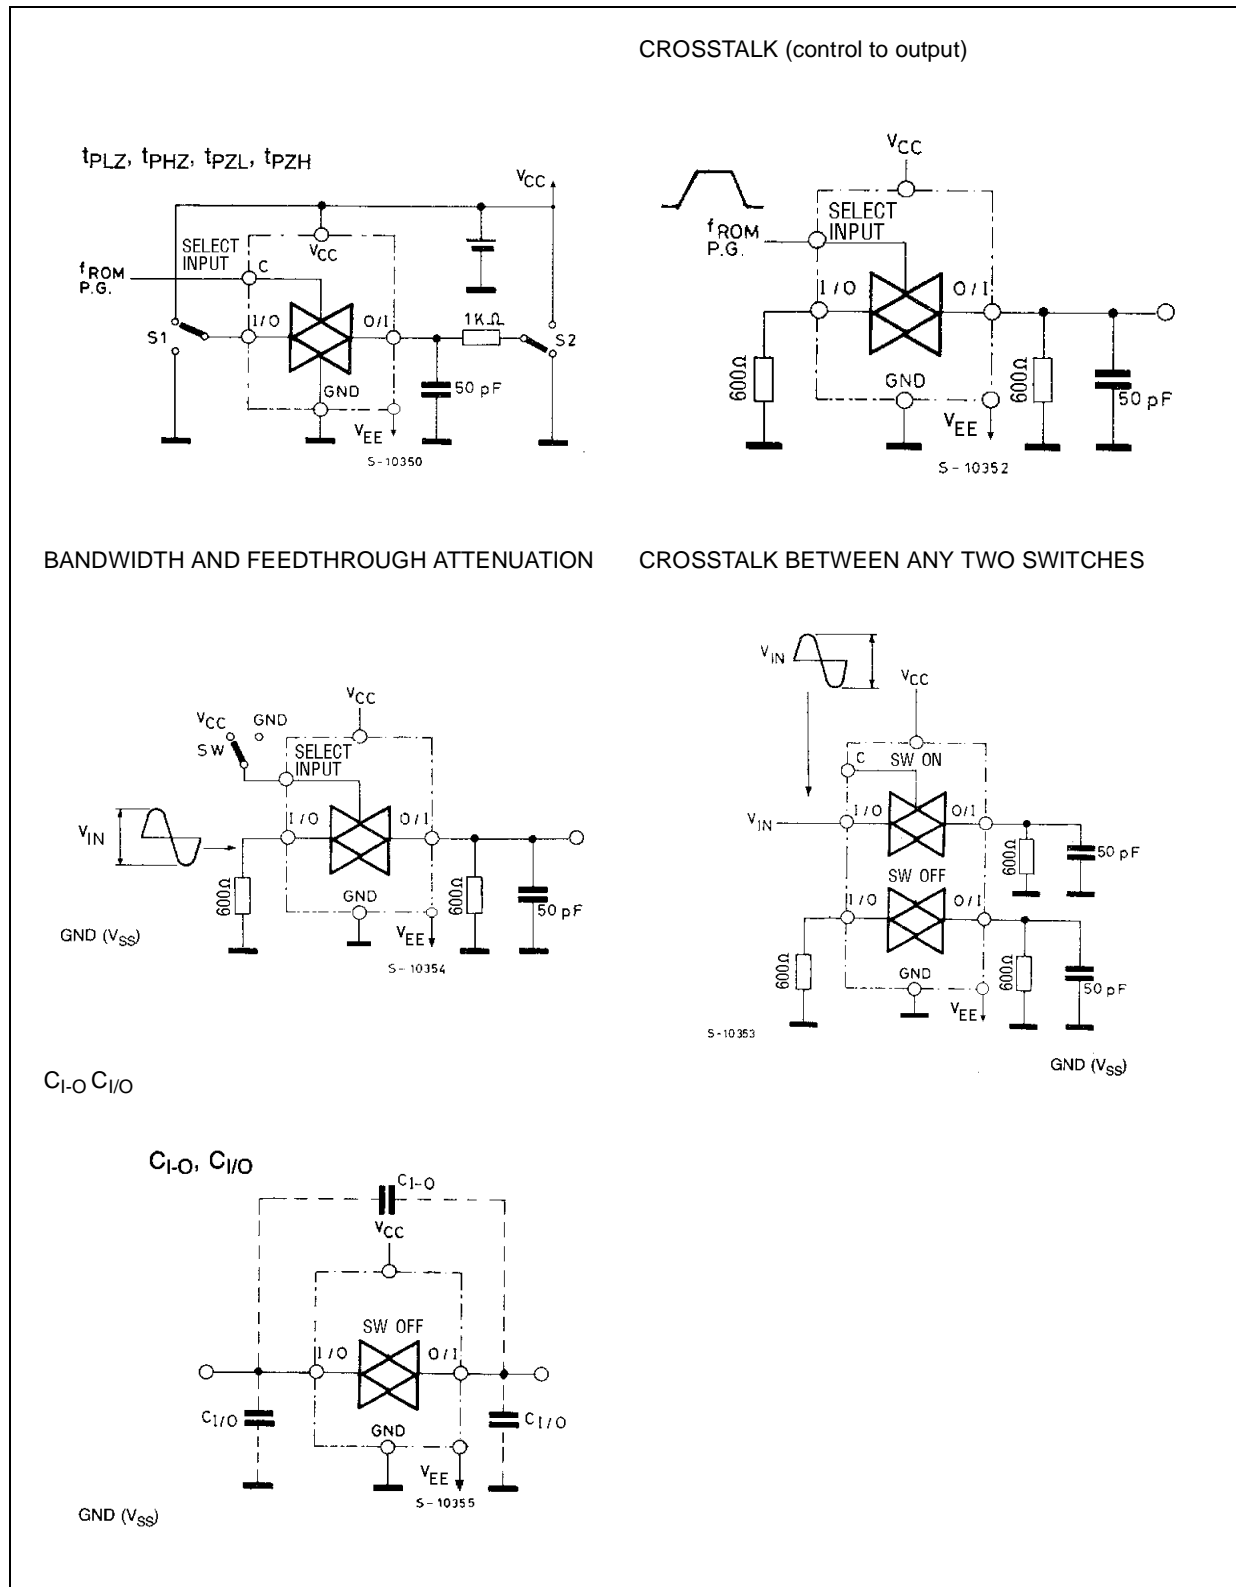 CROSSTALK (control to output)
tPLZ, tPHZ, tPZL, tPZH
VCC
SELECT
INPUT
VCC
fROM
P.G.
C
I/O
O/I
1KΩ
S1
S2
GND
50 pF
VEE
S-10350
VCC
SELECT
INPUT
fROM
P.G.
I/O
O/I
600Ω
GND
600Ω
50 pF
VEE
S-10352
BANDWIDTH AND FEEDTHROUGH ATTENUATION
CROSSTALK BETWEEN ANY TWO SWITCHES
VCC
VCC
GND
SW
SELECT
INPUT
VIN
I/O
O/I
600Ω
GND
600Ω
50 pF
VEE
GND (VSS)
S-10354
VIN
VCC
C
SW ON
I/O
O/I
VIN
600Ω
50 pF
SW OFF
I/O
O/I
600Ω
GND
600Ω
50 pF
VEE
S-10353
GND (VSS)
CI-O CI/O
CI-O, CI/O
CI-O
VCC
SW OFF
I/O
O/I
CI/O
GND
CI/O
VEE
S-10355
GND (VSS)